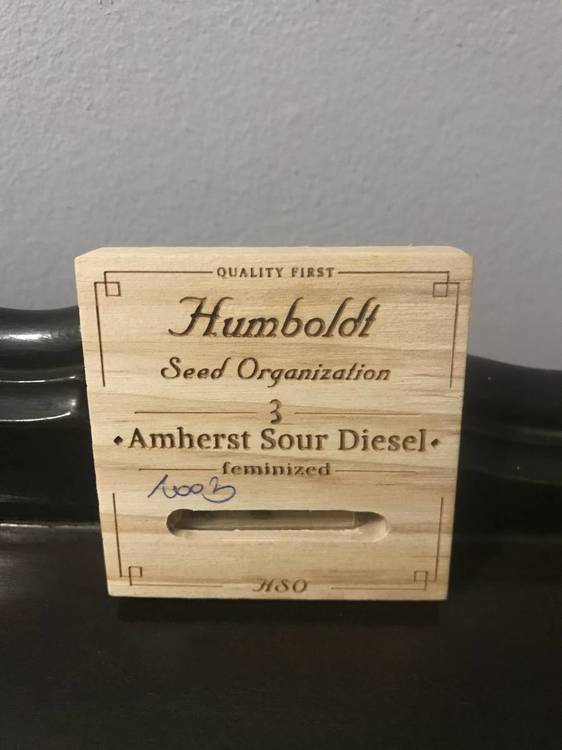 QUALITY FIRST
Humboldt
Seed Organization
3
Amherst Sour Diesel
feminized
HSO